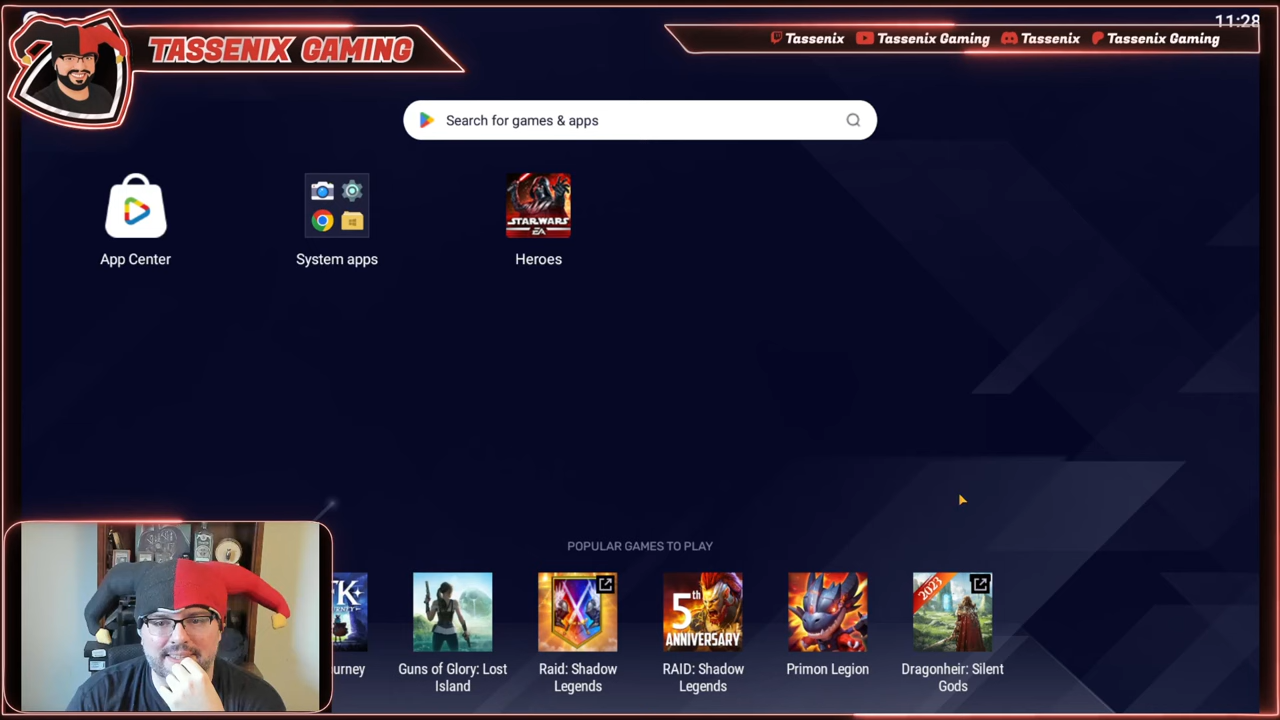 11:28
TASSENIX GAMING
Tassenix Tassenix Gaming Tassenix Tassenix Gaming
Search for games & apps
STAR WARS
EA
App Center
System apps
Heroes
POPULAR GAMES TO PLAY
FK
URNEY
2023
5th
ANNIVERSARY
urney
Guns of Glory: Lost
Island
Raid: Shadow
Legends
RAID: Shadow
Legends
Primon Legion
Dragonheir: Silent
Gods